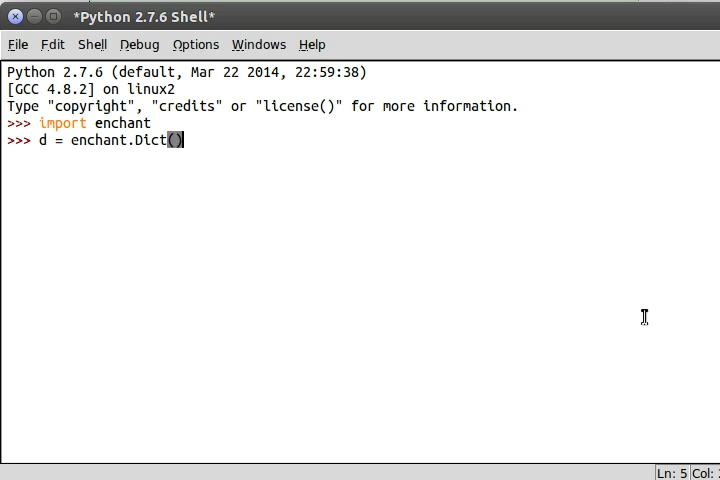 *Python 2.7.6 Shell*
File Edit Shell Debug Options Windows Help
Python 2.7.6 (default, Mar 22 2014, 22:59:38)
[GCC 4.8.2] on linux2
Type "copyright", "credits" or "license()" for more information.
>>> import enchant
>>> d = enchant.Dict()
Ln: 5 Col: